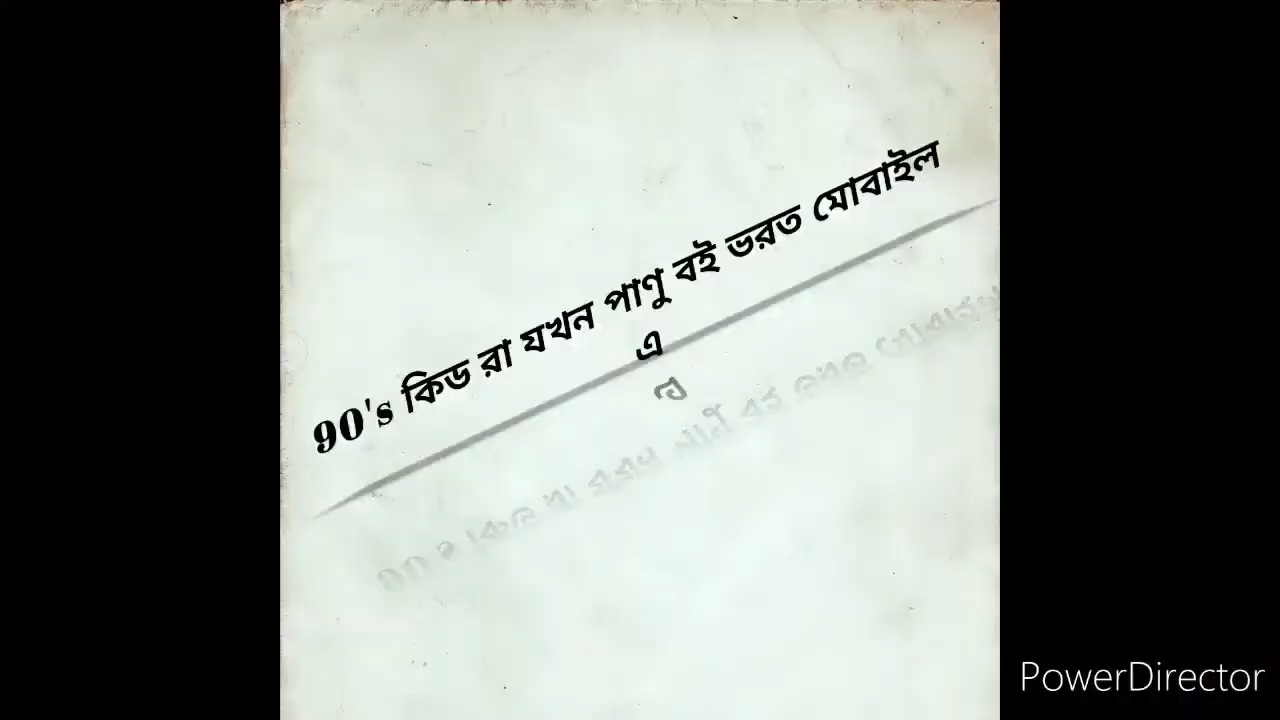 90's কিড রা যখন পাণু বই ভরত মোবাইল
এ
PowerDirector